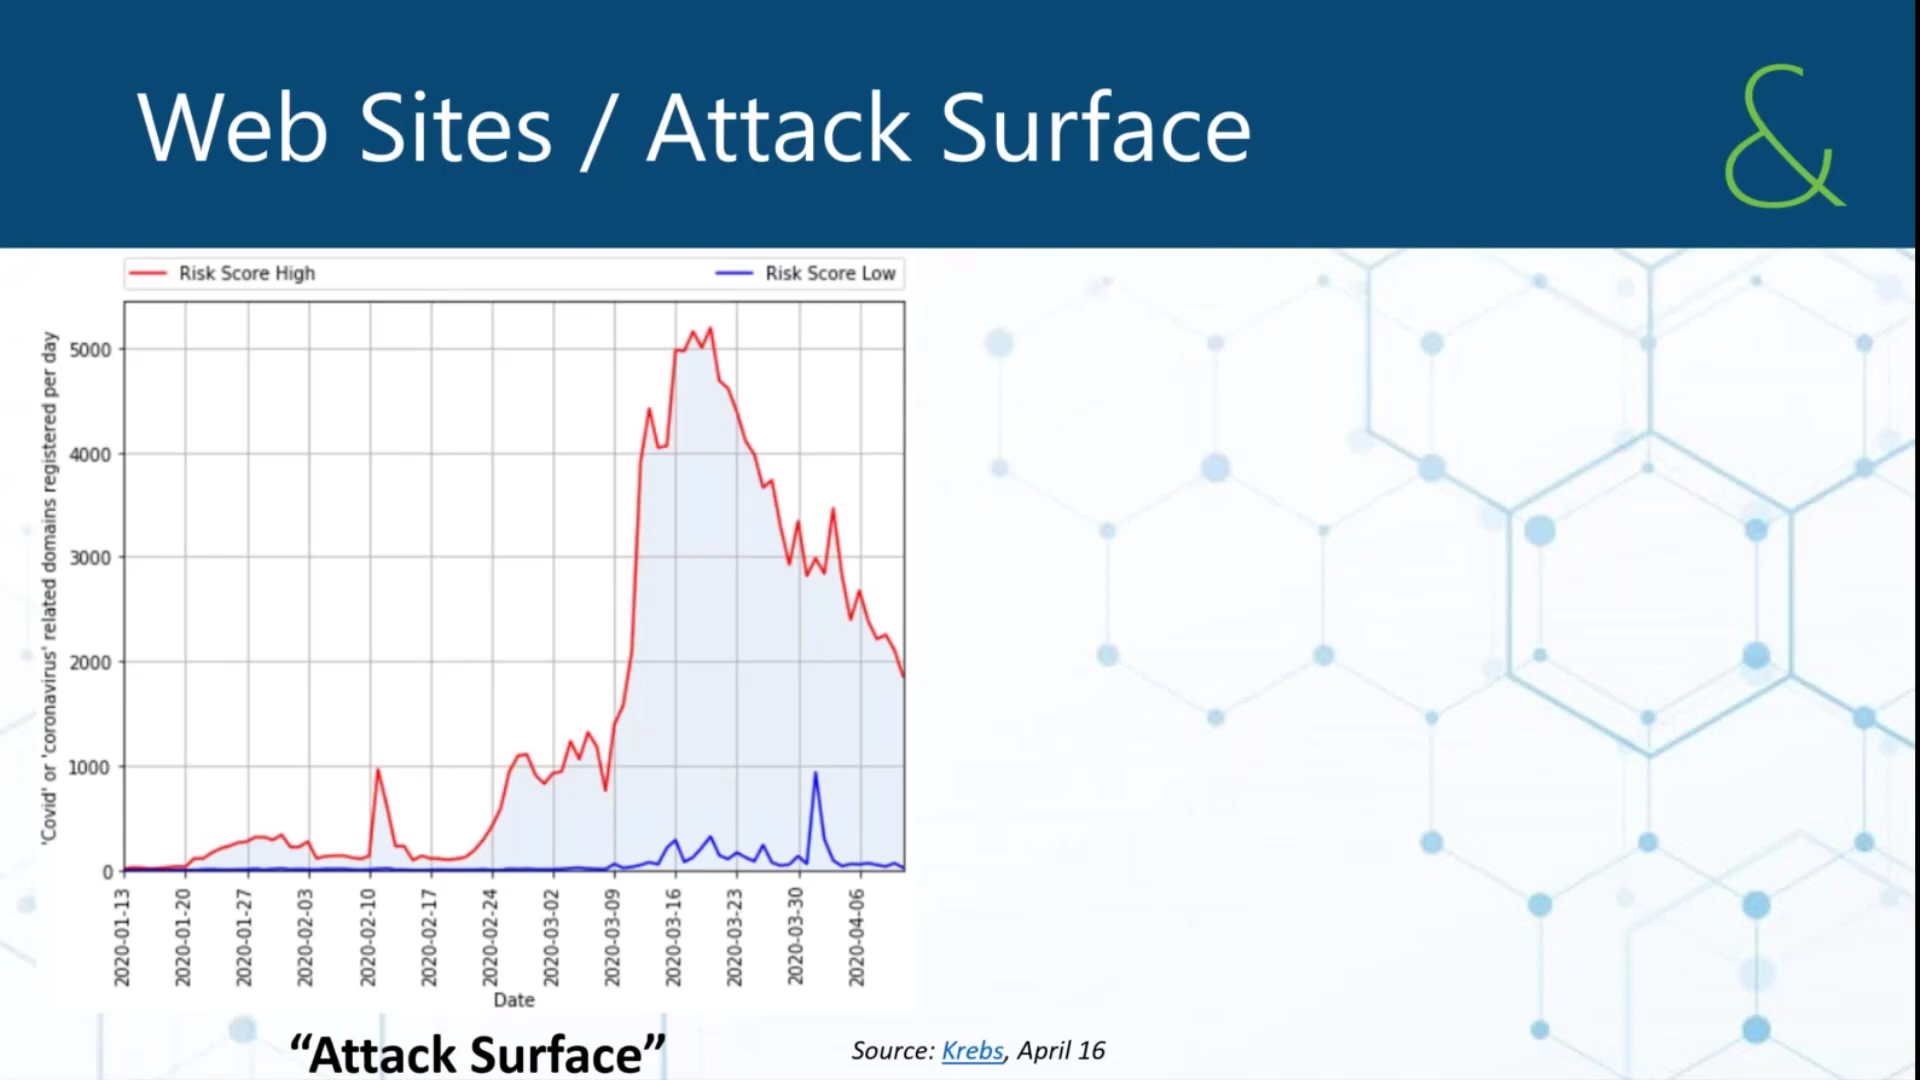 Web Sites / Attack Surface
&
Risk Score High
Risk Score Low
'Covid' or 'coronavirus' related domains registered per day
5000
4000
3000
2000
1000
0
2020-01-13
2020-01-20
2020-01-27
2020-02-03
2020-02-10
2020-02-17
2020-02-24
2020-03-02
2020-03-09
2020-03-16
2020-03-23
2020-03-30
2020-04-06
Date
“Attack Surface”
Source: Krebs, April 16